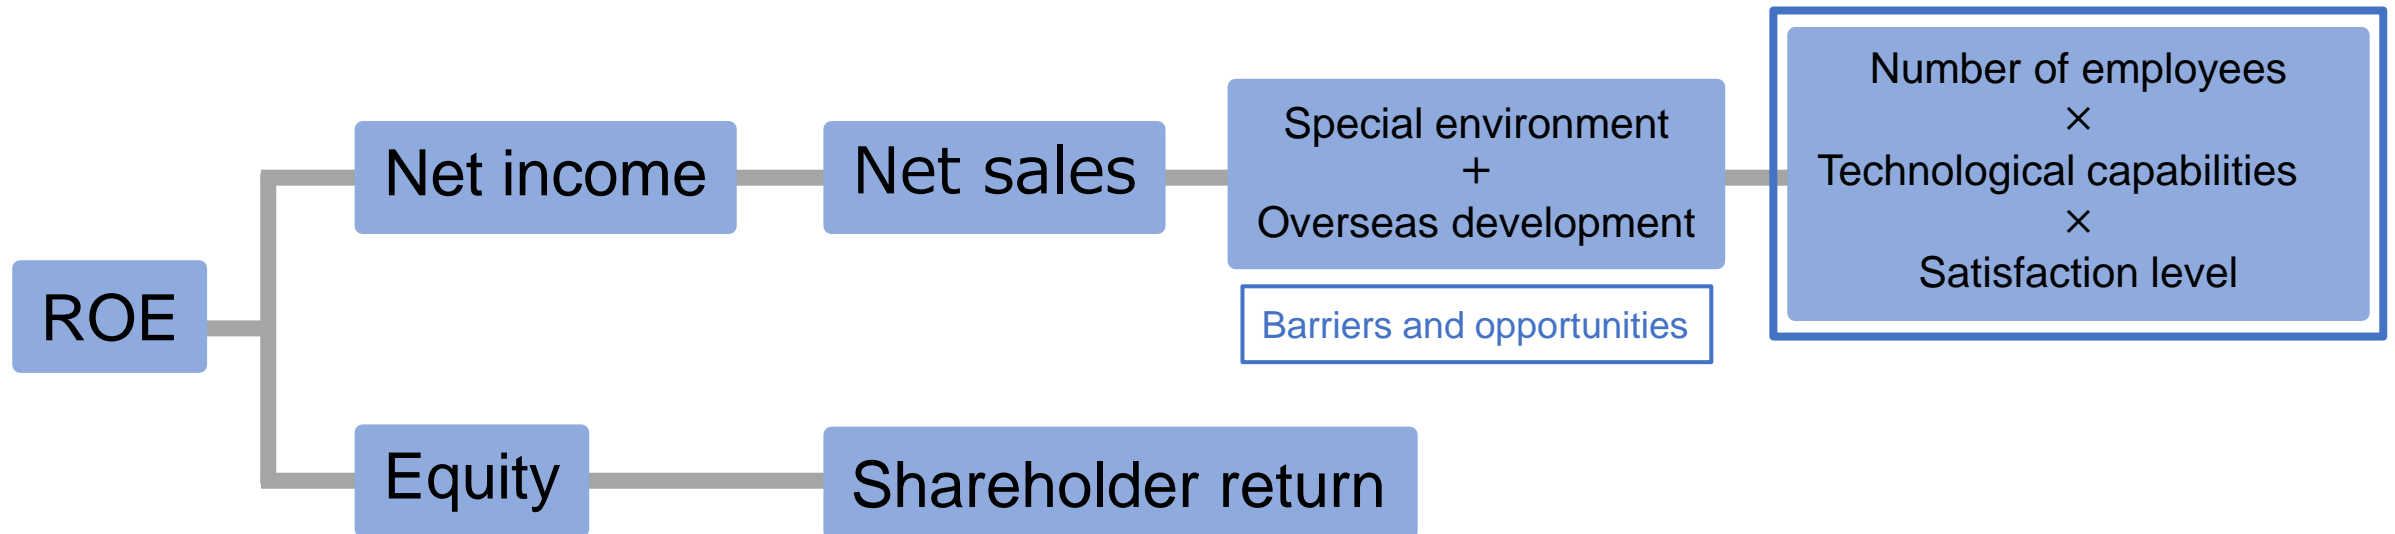 ROE
Net income
Net sales
Special environment
+
Overseas development
Barriers and opportunities
Number of employees
×
Technological capabilities
×
Satisfaction level
Equity
Shareholder return